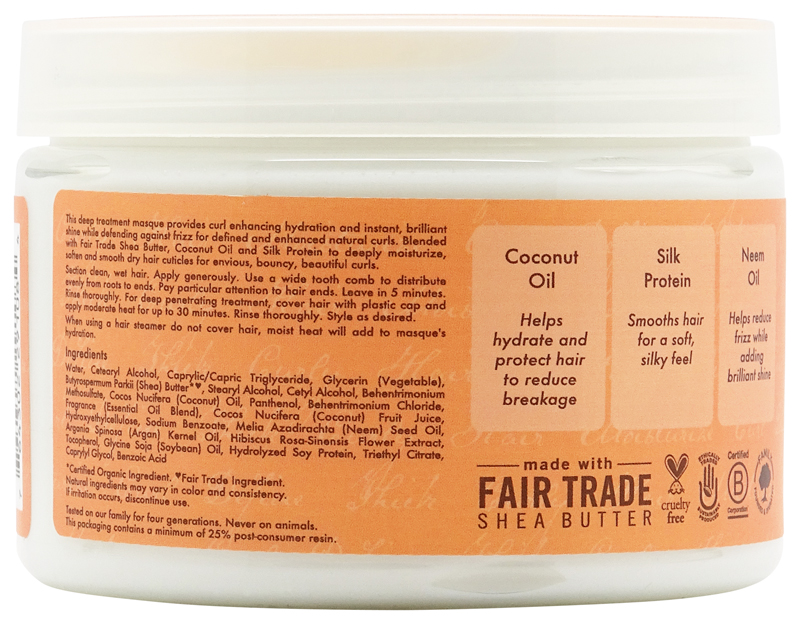 This deep treatment masque provides curl enhancing hydration and instant, brilliant
shine while defending against frizz for defined and enhanced natural curls. Blended
with Fair Trade Shea Butter, Coconut Oil and Silk Protein to deeply moisturize,
soften and smooth dry hair cuticles for envious, bouncy, beautiful curls.
Section clean, wet hair. Apply generously. Use a wide tooth comb to distribute
evenly from roots to ends. Pay particular attention to hair ends. Leave in 5 minutes.
Rinse thoroughly. For deep penetrating treatment, cover hair with plastic cap and
apply moderate heat for up to 30 minutes. Rinse thoroughly. Style as desired.
When using a hair steamer do not cover hair, moist heat will add to masque's
hydration.
Ingredients
Water, Cetearyl Alcohol, Caprylic/Capric Triglyceride, Glycerin (Vegetable),
Butyrospermum Parkii (Shea) Butter*♥, Stearyl Alcohol, Cetyl Alcohol, Behentrimonium
Methosulfate, Cocos Nucifera (Coconut) Oil, Panthenol, Behentrimonium Chloride,
Fragrance (Essential Oil Blend), Cocos Nucifera (Coconut) Fruit Juice,
Hydroxyethylcellulose, Sodium Benzoate, Melia Azadirachta (Neem) Seed Oil,
Argania Spinosa (Argan) Kernel Oil, Hibiscus Rosa-Sinensis Flower Extract,
Tocopherol, Glycine Soja (Soybean) Oil, Hydrolyzed Soy Protein, Triethyl Citrate,
Caprylyl Glycol, Benzoic Acid
*Certified Organic Ingredient. ♥Fair Trade Ingredient.
Natural ingredients may vary in color and consistency.
If irritation occurs, discontinue use.
Tested on our family for four generations. Never on animals.
This packaging contains a minimum of 25% post-consumer resin.
Coconut
Oil
Helps
hydrate and
protect hair
to reduce
breakage
Silk
Protein
Smooths hair
for a soft,
silky feel
Neem
Oil
Helps reduce
frizz while
adding
brilliant shine
made with
FAIR TRADE
SHEA BUTTER
cruelty
free
ETHICALLY
TRADED
SUSTAINABLY
PRODUCED
Certified
B
Corporation